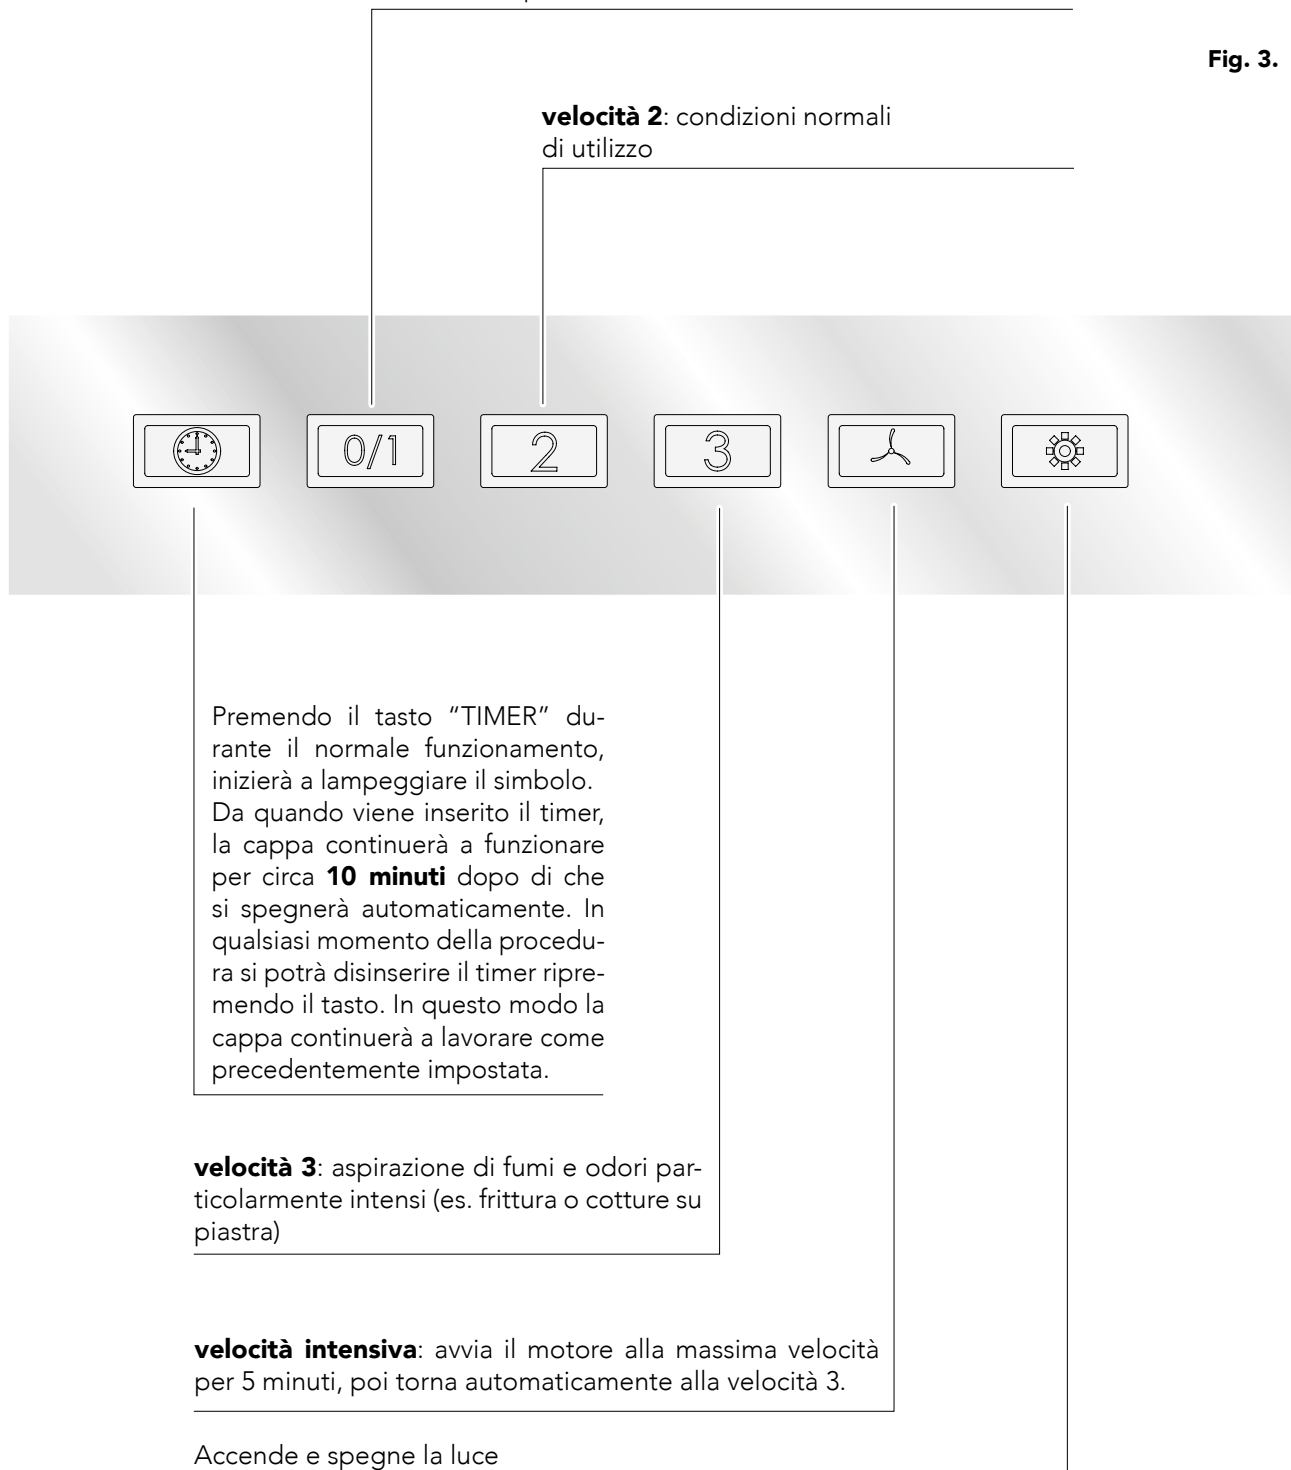 Fig. 3.
velocità 2: condizioni normali
di utilizzo
0/1
2
3
Premendo il tasto “TIMER” du-
rante il normale funzionamento,
inizierà a lampeggiare il simbolo.
Da quando viene inserito il timer,
la cappa continuerà a funzionare
per circa 10 minuti dopo di che
si spegnerà automaticamente. In
qualsiasi momento della procedu-
ra si potrà disinserire il timer ripre-
mendo il tasto. In questo modo la
cappa continuerà a lavorare come
precedentemente impostata.
velocità 3: aspirazione di fumi e odori par-
ticolarmente intensi (es. frittura o cotture su
piastra)
velocità intensiva: avvia il motore alla massima velocità
per 5 minuti, poi torna automaticamente alla velocità 3.
Accende e spegne la luce